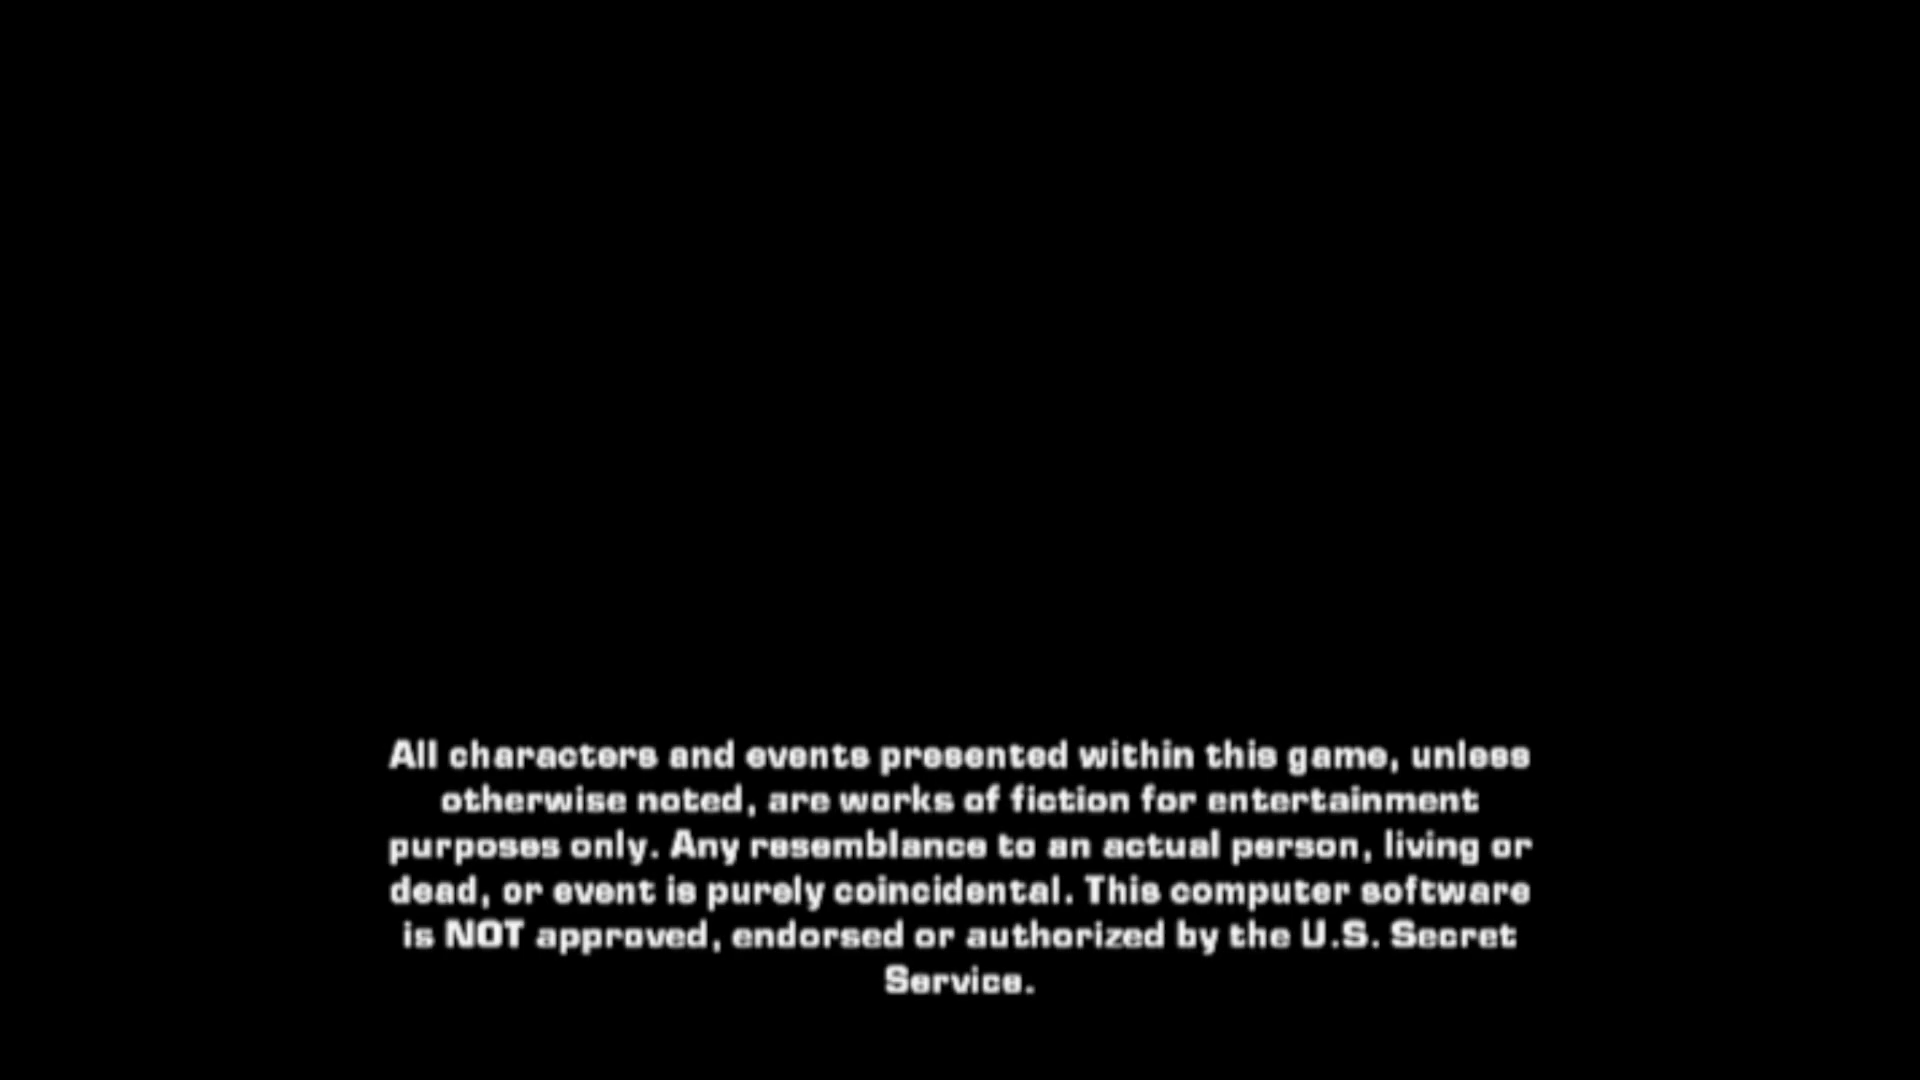 All characters and events presented within this game, unless
otherwise noted, are works of fiction for entertainment
purposes only. Any resemblance to an actual person, living or
dead, or event is purely coincidental. This computer software
is NOT approved, endorsed or authorized by the U.S. Secret
Service.